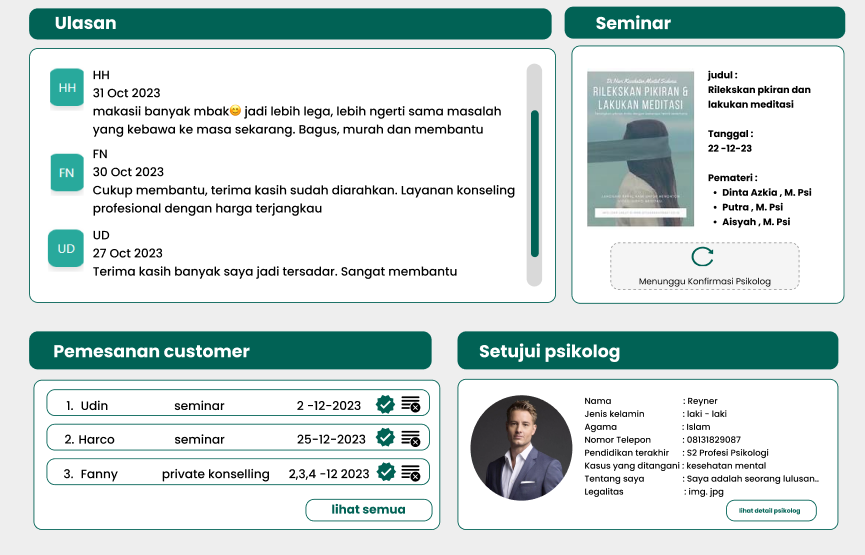 Ulasan
HH
HH
31 Oct 2023
makasii banyak mbak😊 jadi lebih lega, lebih ngerti sama masalah
yang kebawa ke masa sekarang. Bagus, murah dan membantu
FN
FN
30 Oct 2023
Cukup membantu, terima kasih sudah diarahkan. Layanan konseling
profesional dengan harga terjangkau
UD
UD
27 Oct 2023
Terima kasih banyak saya jadi tersadar. Sangat membantu
Seminar
RILEKSKAN PIKIRAN &
LAKUKAN MEDITASI
judul :
Rilekskan pkiran dan
lakukan meditasi
Tanggal :
22 -12-23
Pemateri :
• Dinta Azkia , M. Psi
• Putra , M. Psi
• Aisyah , M. Psi
Menunggu Konfirmasi Psikolog
Pemesanan customer
1. Udin seminar 2 -12-2023
2. Harco seminar 25-12-2023
3. Fanny private konselling 2,3,4 -12 2023
lihat semua
Setujui psikolog
Nama : Reyner
Jenis kelamin : laki - laki
Agama : Islam
Nomor Telepon : 08131829087
Pendidikan terakhir : S2 Profesi Psikologi
Kasus yang ditangani : kesehatan mental
Tentang saya : Saya adalah seorang lulusan..
Legalitas : img. jpg
lihat detail psikolog